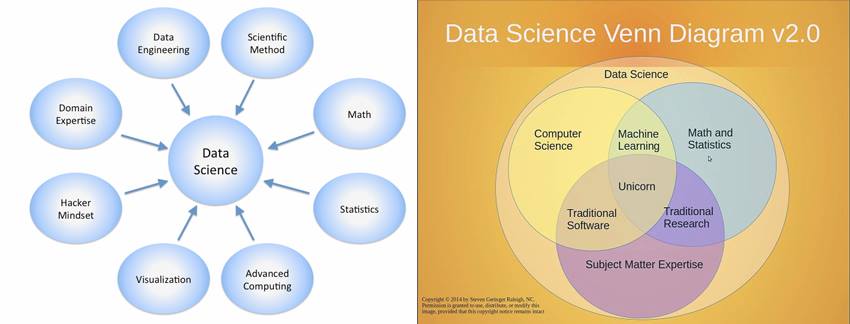 Data
Engineering
Scientific
Method
Domain
Expertise
Math
Data
Science
Hacker
Mindset
Statistics
Visualization
Advanced
Computing
Data Science Venn Diagram v2.0
Data Science
Computer
Science
Machine
Learning
Math and
Statistics
Unicorn
Traditional
Software
Traditional
Research
Subject Matter Expertise
Copyright © 2014 by Steven Geringer Raleigh, NC.
Permission is granted to use, distribute, or modify this
image, provided that this copyright notice remains intact